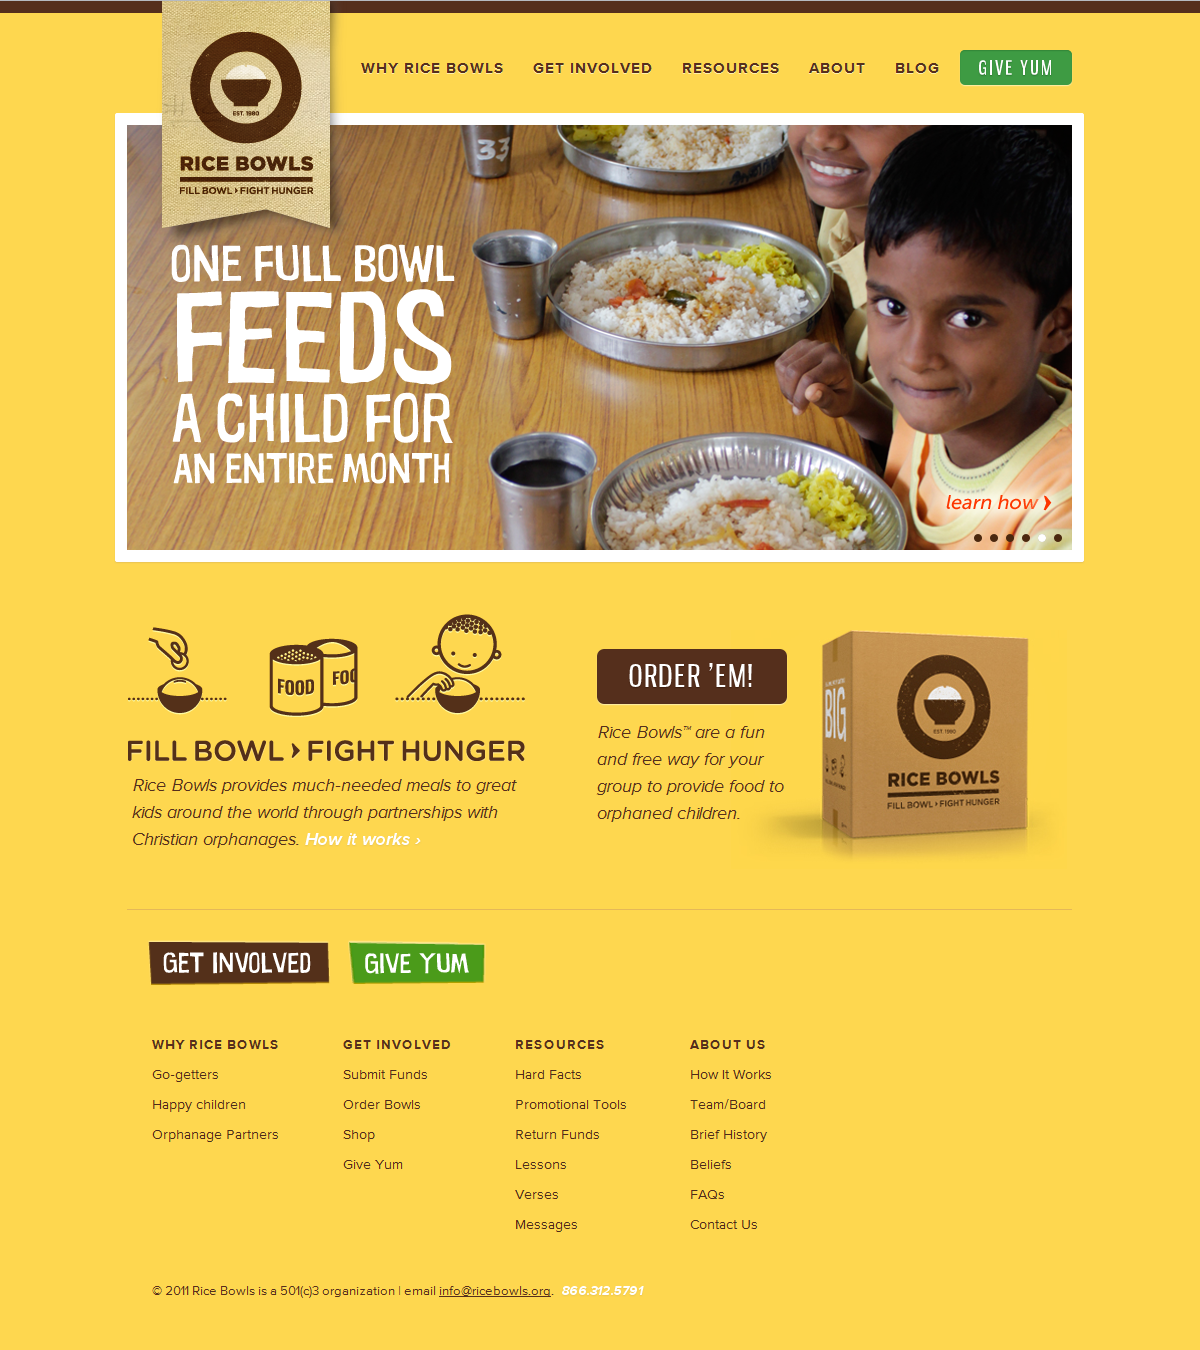 WHY RICE BOWLS
GET INVOLVED
RESOURCES
ABOUT
BLOG
GIVE YUM
EST. 1980
RICE BOWLS
FILL BOWL › FIGHT HUNGER
33
ONE FULL BOWL
FEEDS
A CHILD FOR
AN ENTIRE MONTH
learn how ›
FOOD
FOO
FILL BOWL › FIGHT HUNGER
Rice Bowls provides much-needed meals to great
kids around the world through partnerships with
Christian orphanages. How it works ›
ORDER ’EM!
Rice Bowls™ are a fun
and free way for your
group to provide food to
orphaned children.
BIG
EST. 1980
RICE BOWLS
FILL BOWL › FIGHT HUNGER
GET INVOLVED
GIVE YUM
WHY RICE BOWLS
Go-getters
Happy children
Orphanage Partners
GET INVOLVED
Submit Funds
Order Bowls
Shop
Give Yum
RESOURCES
Hard Facts
Promotional Tools
Return Funds
Lessons
Verses
Messages
ABOUT US
How It Works
Team/Board
Brief History
Beliefs
FAQs
Contact Us
© 2011 Rice Bowls is a 501(c)3 organization | email info@ricebowls.org. 866.312.5791